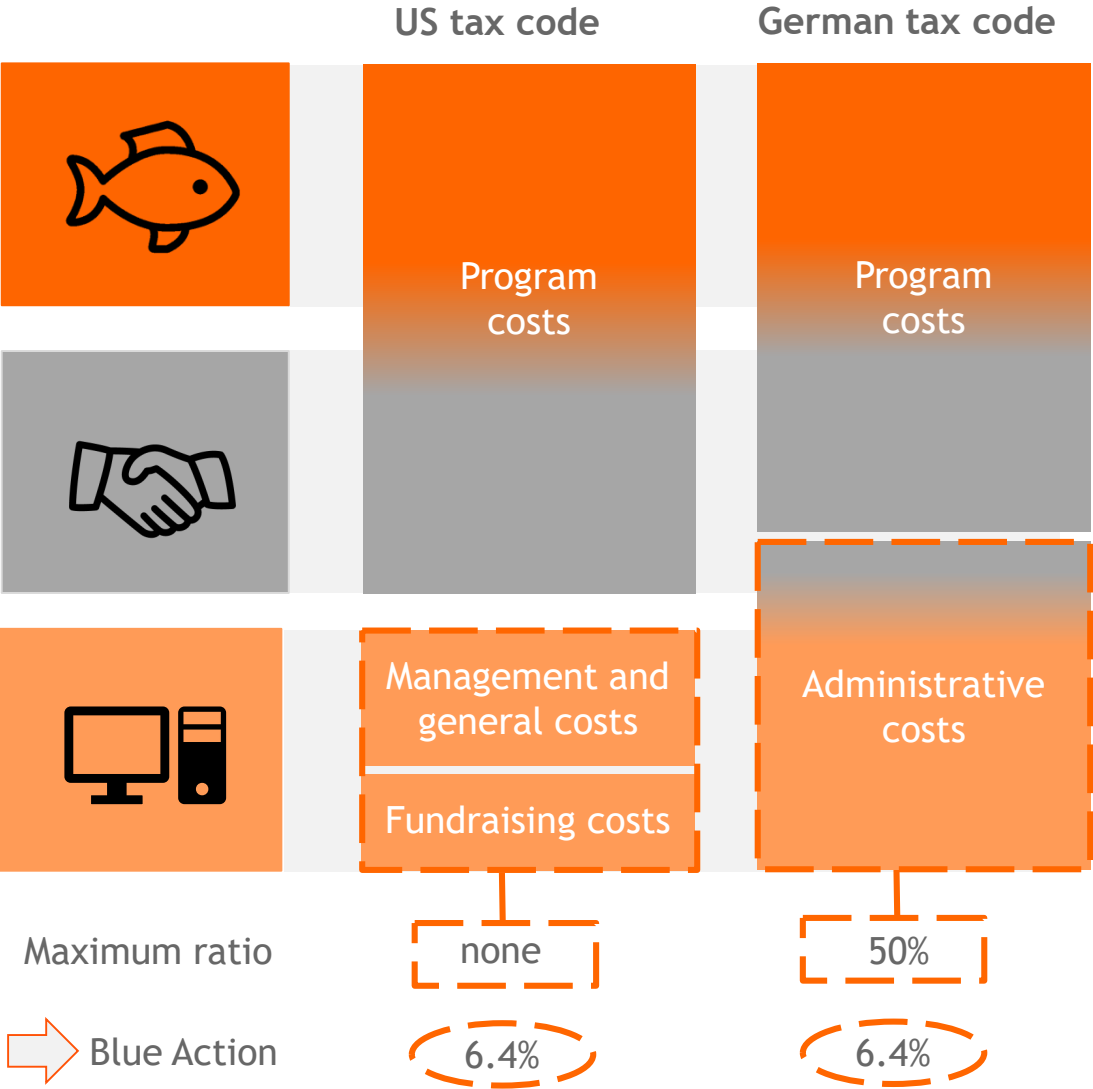 US tax code
German tax code
Program
costs
Program
costs
Management and
general costs
Fundraising costs
Administrative
costs
Maximum ratio
none
50%
Blue Action
6.4%
6.4%